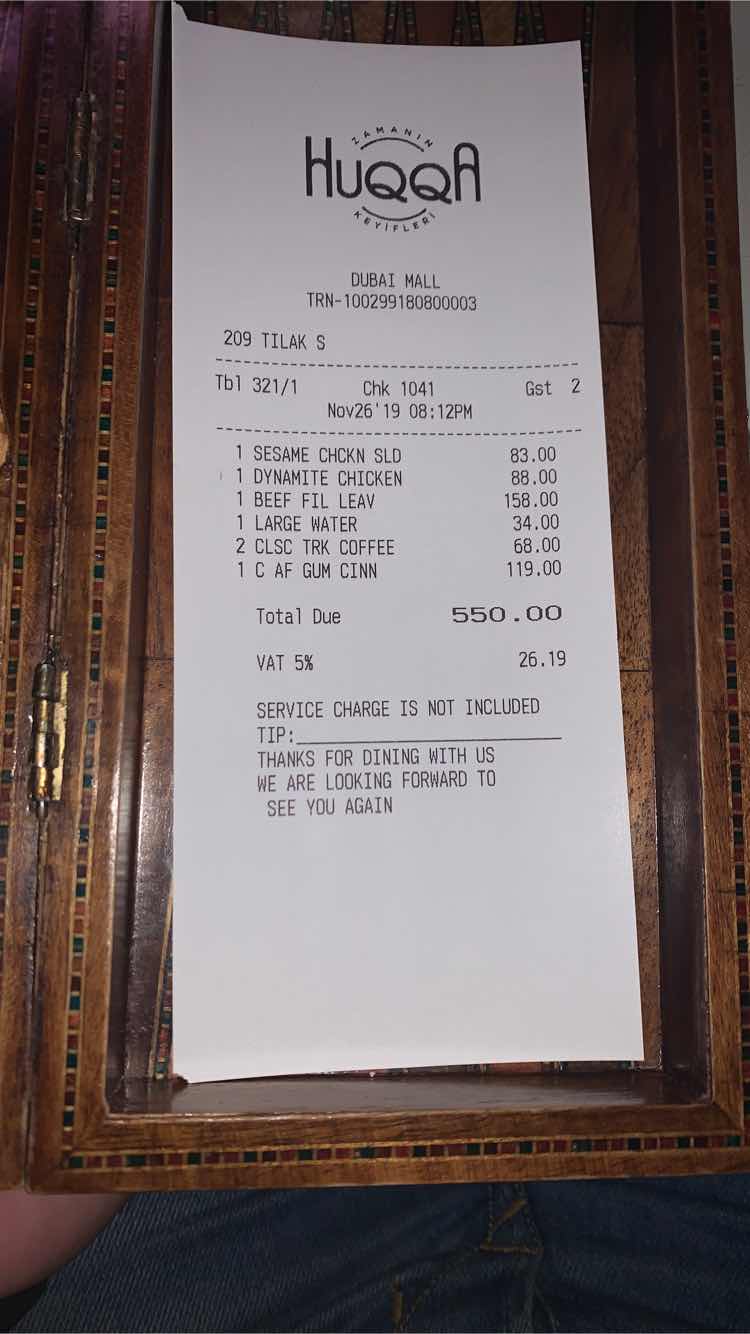 ZAMANIN
HUQQA
KEYİFLERİ
DUBAI MALL
TRN-100299180800003
209 TILAK S
Tbl 321/1 Chk 1041 Gst 2
Nov26'19 08:12PM
1 SESAME CHCKN SLD 83.00
1 DYNAMITE CHICKEN 88.00
1 BEEF FIL LEAV 158.00
1 LARGE WATER 34.00
2 CLSC TRK COFFEE 68.00
1 C AF GUM CINN 119.00
Total Due 550.00
VAT 5% 26.19
SERVICE CHARGE IS NOT INCLUDED
TIP:
THANKS FOR DINING WITH US
WE ARE LOOKING FORWARD TO
SEE YOU AGAIN